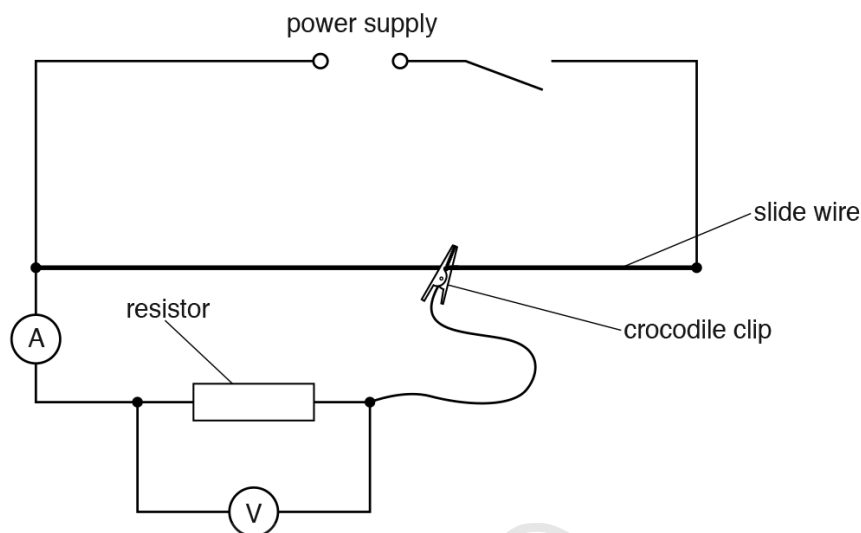 power supply
slide wire
resistor
crocodile clip
A
V